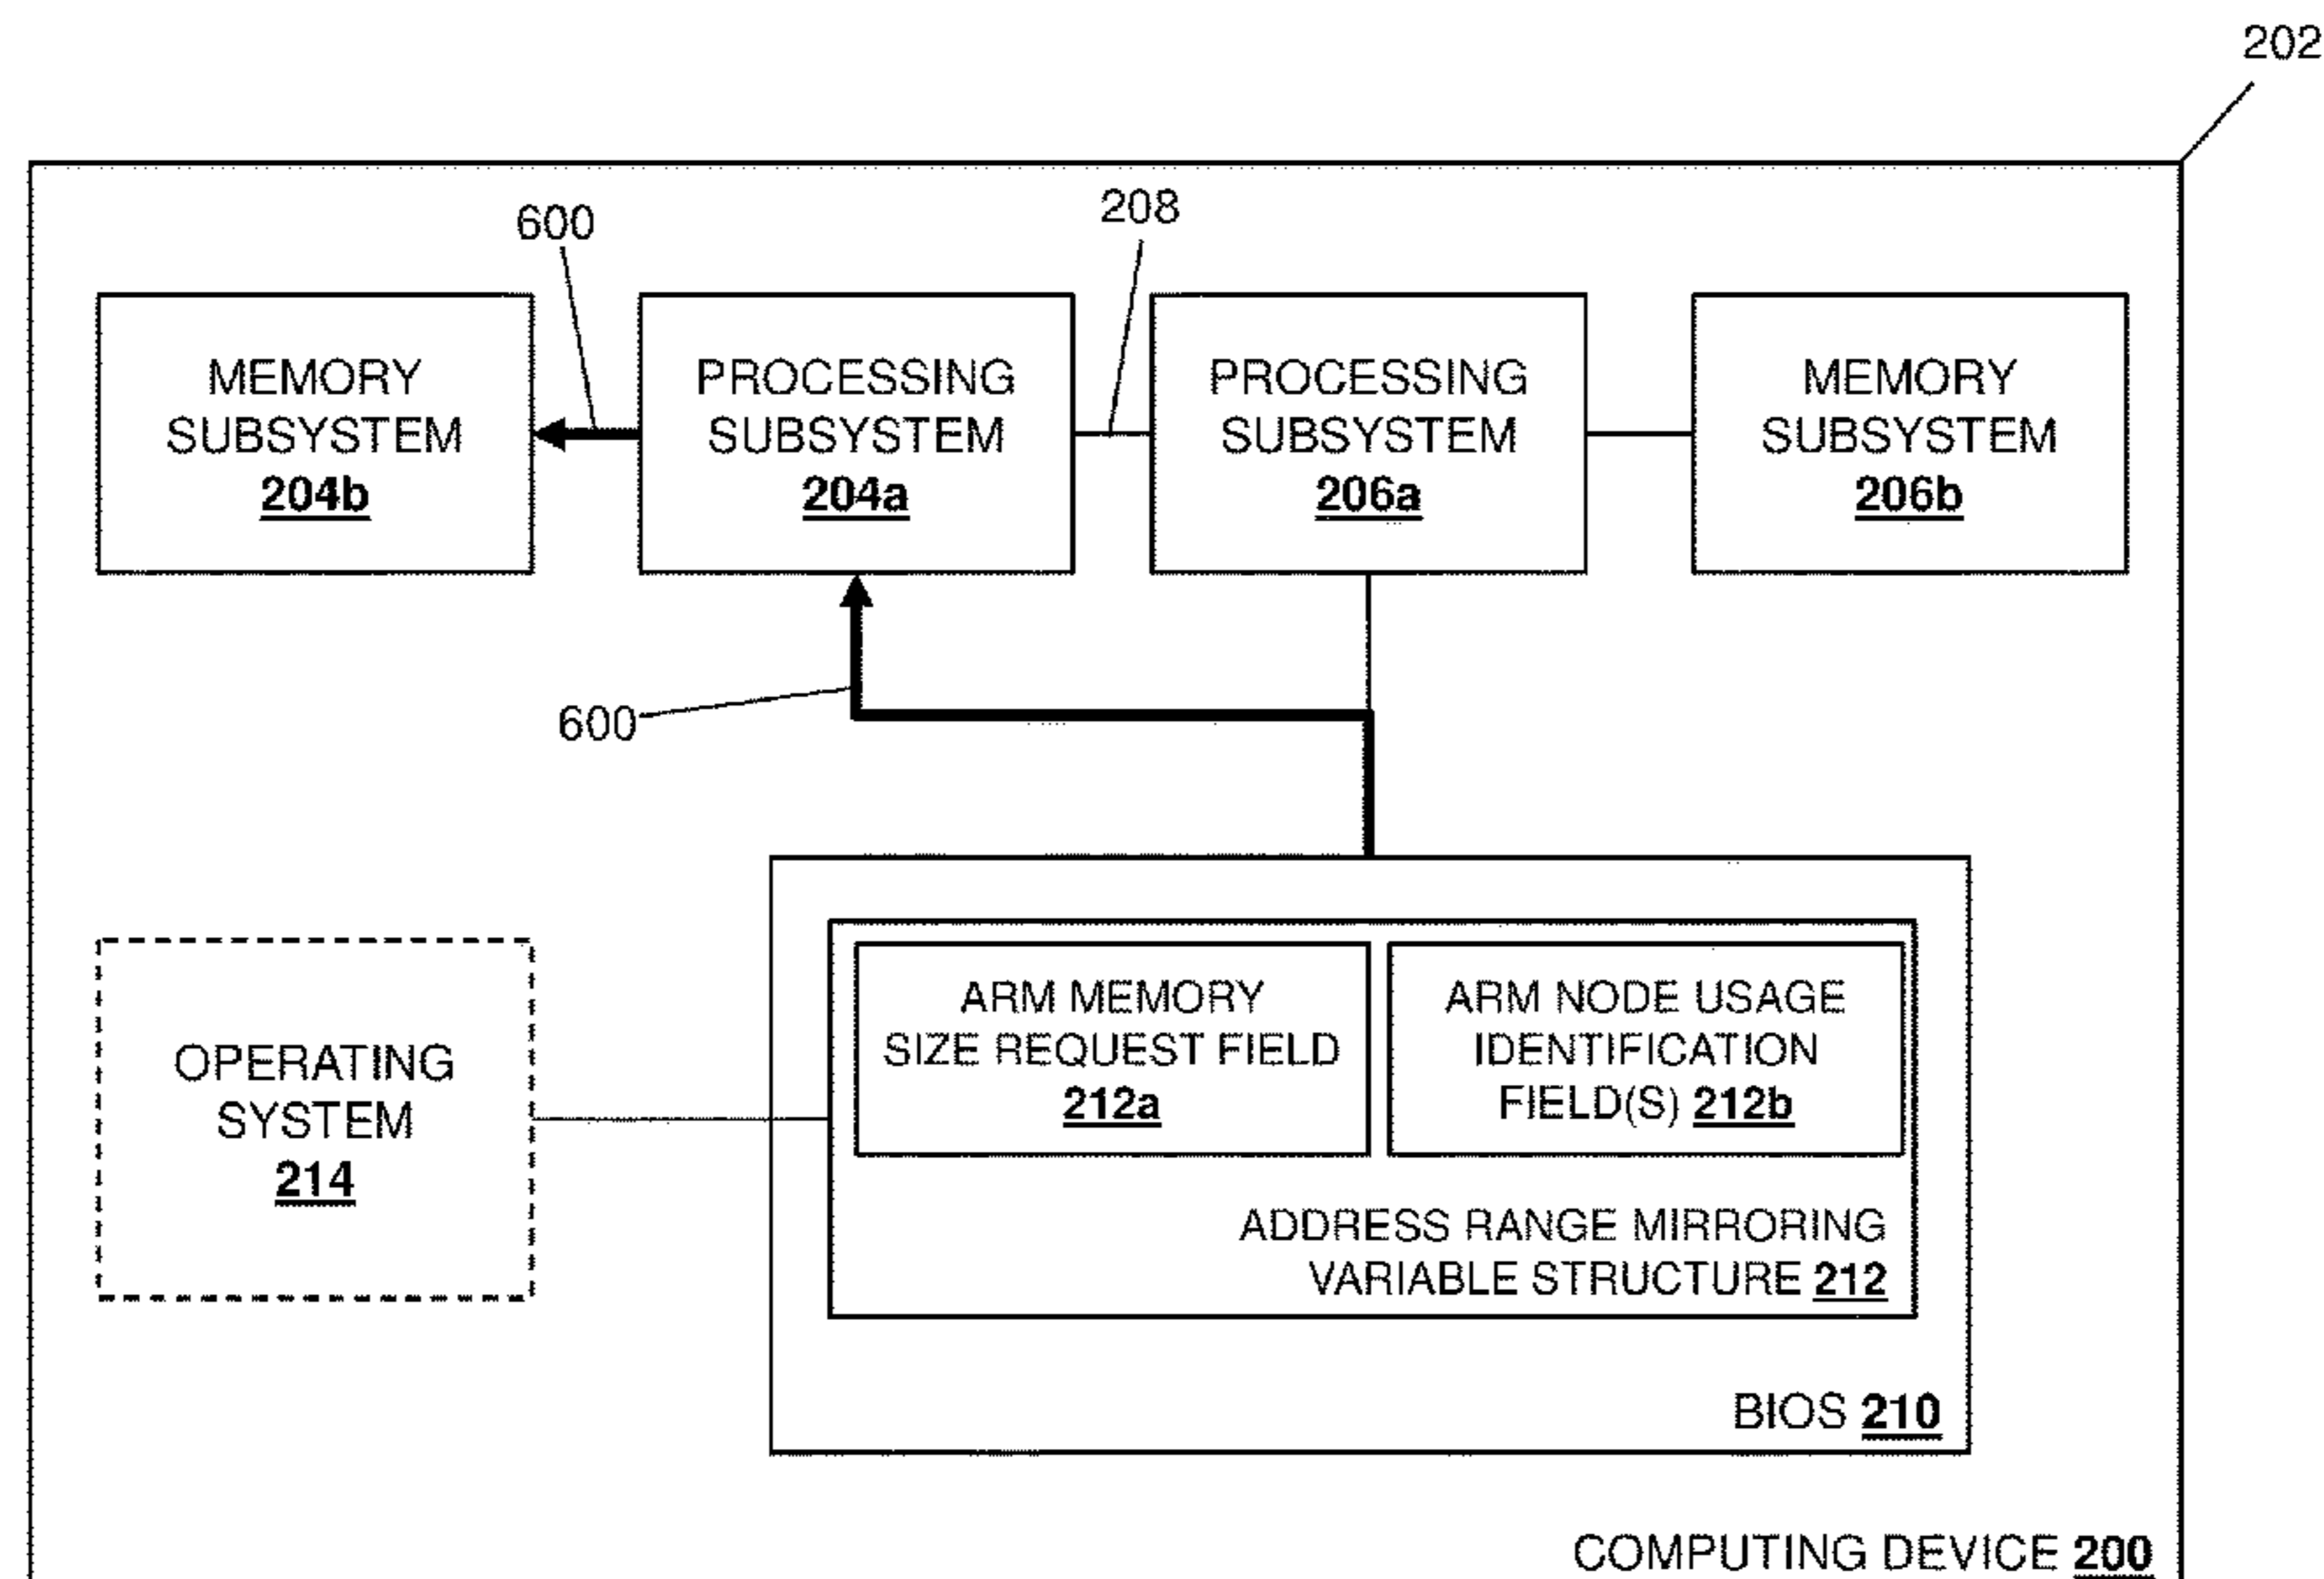 202
600
208
MEMORY
SUBSYSTEM
204b
PROCESSING
SUBSYSTEM
204a
PROCESSING
SUBSYSTEM
206a
MEMORY
SUBSYSTEM
206b
600
OPERATING
SYSTEM
214
ARM MEMORY
SIZE REQUEST FIELD
212a
ARM NODE USAGE
IDENTIFICATION
FIELD(S) 212b
ADDRESS RANGE MIRRORING
VARIABLE STRUCTURE 212
BIOS 210
COMPUTING DEVICE 200